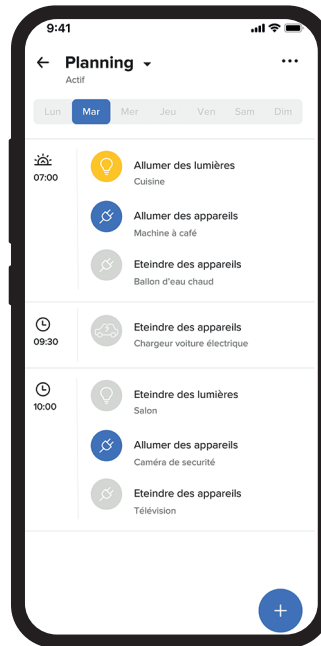 9:41
Planning
Actif
Lun Mar Mer Jeu Ven Sam Dim
07:00
Allumer des lumières
Cuisine
Allumer des appareils
Machine à café
Eteindre des appareils
Ballon d'eau chaud
09:30
Eteindre des appareils
Chargeur voiture électrique
10:00
Eteindre des lumières
Salon
Allumer des appareils
Caméra de securité
Eteindre des appareils
Télévision